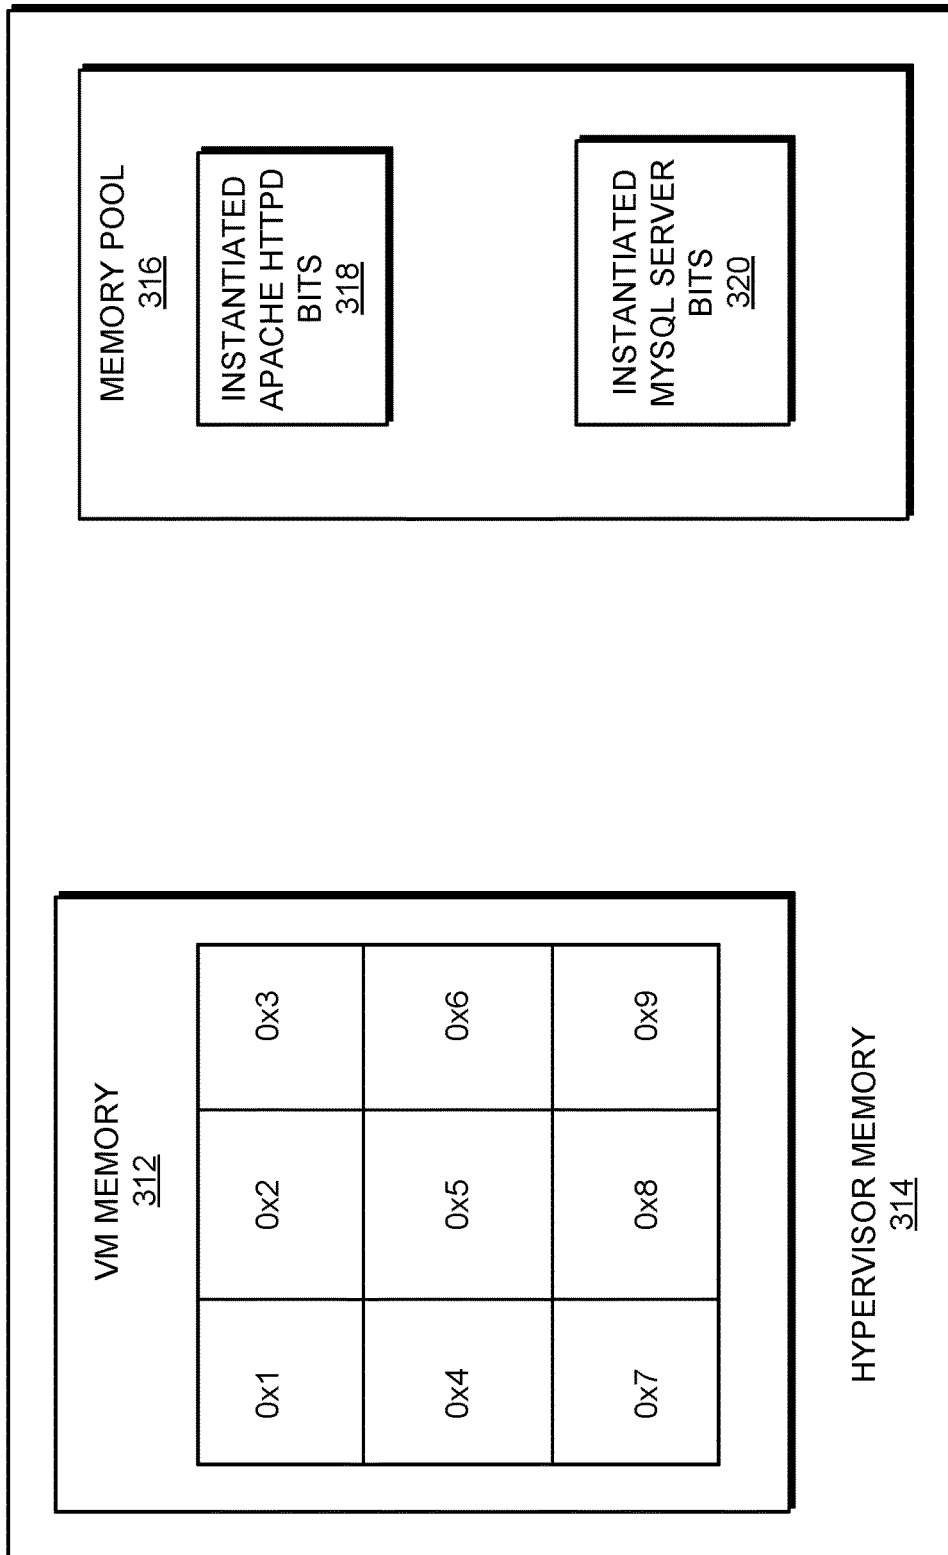 VM MEMORY
312
0x1
0x2
0x3
0x4
0x5
0x6
0x7
0x8
0x9
HYPERVISOR MEMORY
314
MEMORY POOL
316
INSTANTIATED
APACHE HTTPD
BITS
318
INSTANTIATED
MYSQL SERVER
BITS
320